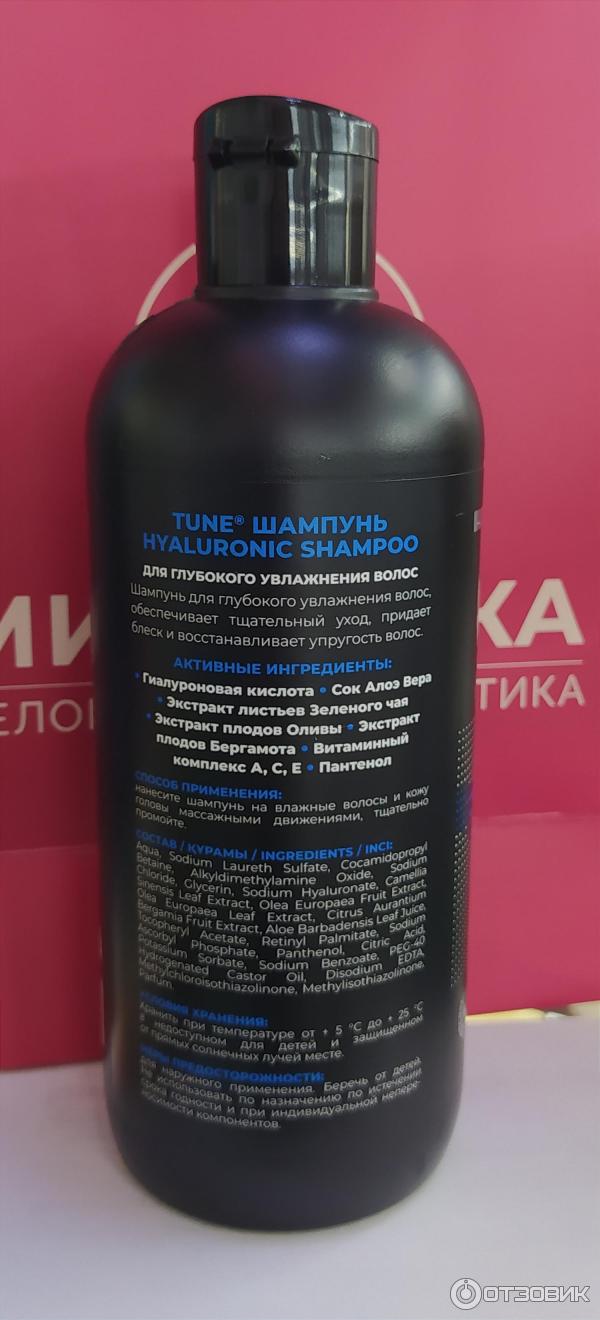 TUNE® ШАМПУНЬ
HYALURONIC SHAMPOO
ДЛЯ ГЛУБОКОГО УВЛАЖНЕНИЯ ВОЛОС
Шампунь для глубокого увлажнения волос,
обеспечивает тщательный уход, придает
блеск и восстанавливает упругость волос.
АКТИВНЫЕ ИНГРЕДИЕНТЫ:
• Гиалуроновая кислота • Сок Алоэ Вера
• Экстракт листьев Зеленого чая
• Экстракт плодов Оливы • Экстракт
плодов Бергамота • Витаминный
комплекс А, С, Е • Пантенол
СПОСОБ ПРИМЕНЕНИЯ:
нанесите шампунь на влажные волосы и кожу
головы массажными движениями, тщательно
промойте.
СОСТАВ / ҚҰРАМЫ / INGREDIENTS / INCI:
Aqua, Sodium Laureth Sulfate, Cocamidopropyl
Betaine, Alkyldimethylamine Oxide, Sodium
Chloride, Glycerin, Sodium Hyaluronate, Camellia
Sinensis Leaf Extract, Olea Europaea Fruit Extract,
Olea Europaea Leaf Extract, Citrus Aurantium
Bergamia Fruit Extract, Aloe Barbadensis Leaf Juice,
Tocopheryl Acetate, Retinyl Palmitate, Sodium
Ascorbyl Phosphate, Panthenol, Citric Acid,
Potassium Sorbate, Sodium Benzoate, PEG-40
Hydrogenated Castor Oil, Disodium EDTA,
Methylchloroisothiazolinone, Methylisothiazolinone,
Parfum.
УСЛОВИЯ ХРАНЕНИЯ:
Хранить при температуре от + 5 °C до + 25 °C
в недоступном для детей и защищенном
от прямых солнечных лучей месте.
МЕРЫ ПРЕДОСТОРОЖНОСТИ:
Для наружного применения. Беречь от детей.
Не использовать по назначению по истечении
срока годности и при индивидуальной непере-
носимости компонентов.
МИ КА
ЕЛО ТИКА
ОТЗОВИК